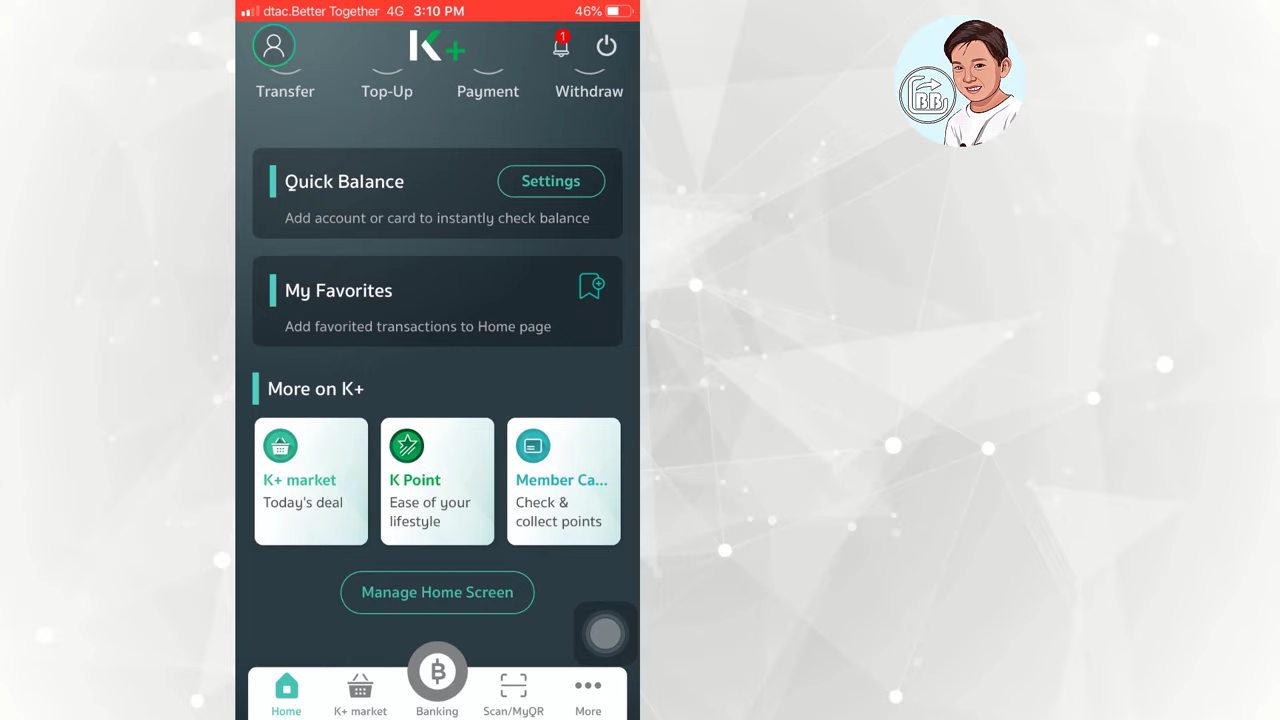 dtac.Better Together 4G 3:10 PM 46%
K+
1
Transfer Top-Up Payment Withdraw
Quick Balance Settings
Add account or card to instantly check balance
My Favorites
Add favorited transactions to Home page
More on K+
K+ market
Today's deal
K Point
Ease of your
lifestyle
Member Ca...
Check &
collect points
Manage Home Screen
Home K+ market Banking Scan/MyQR More
BB